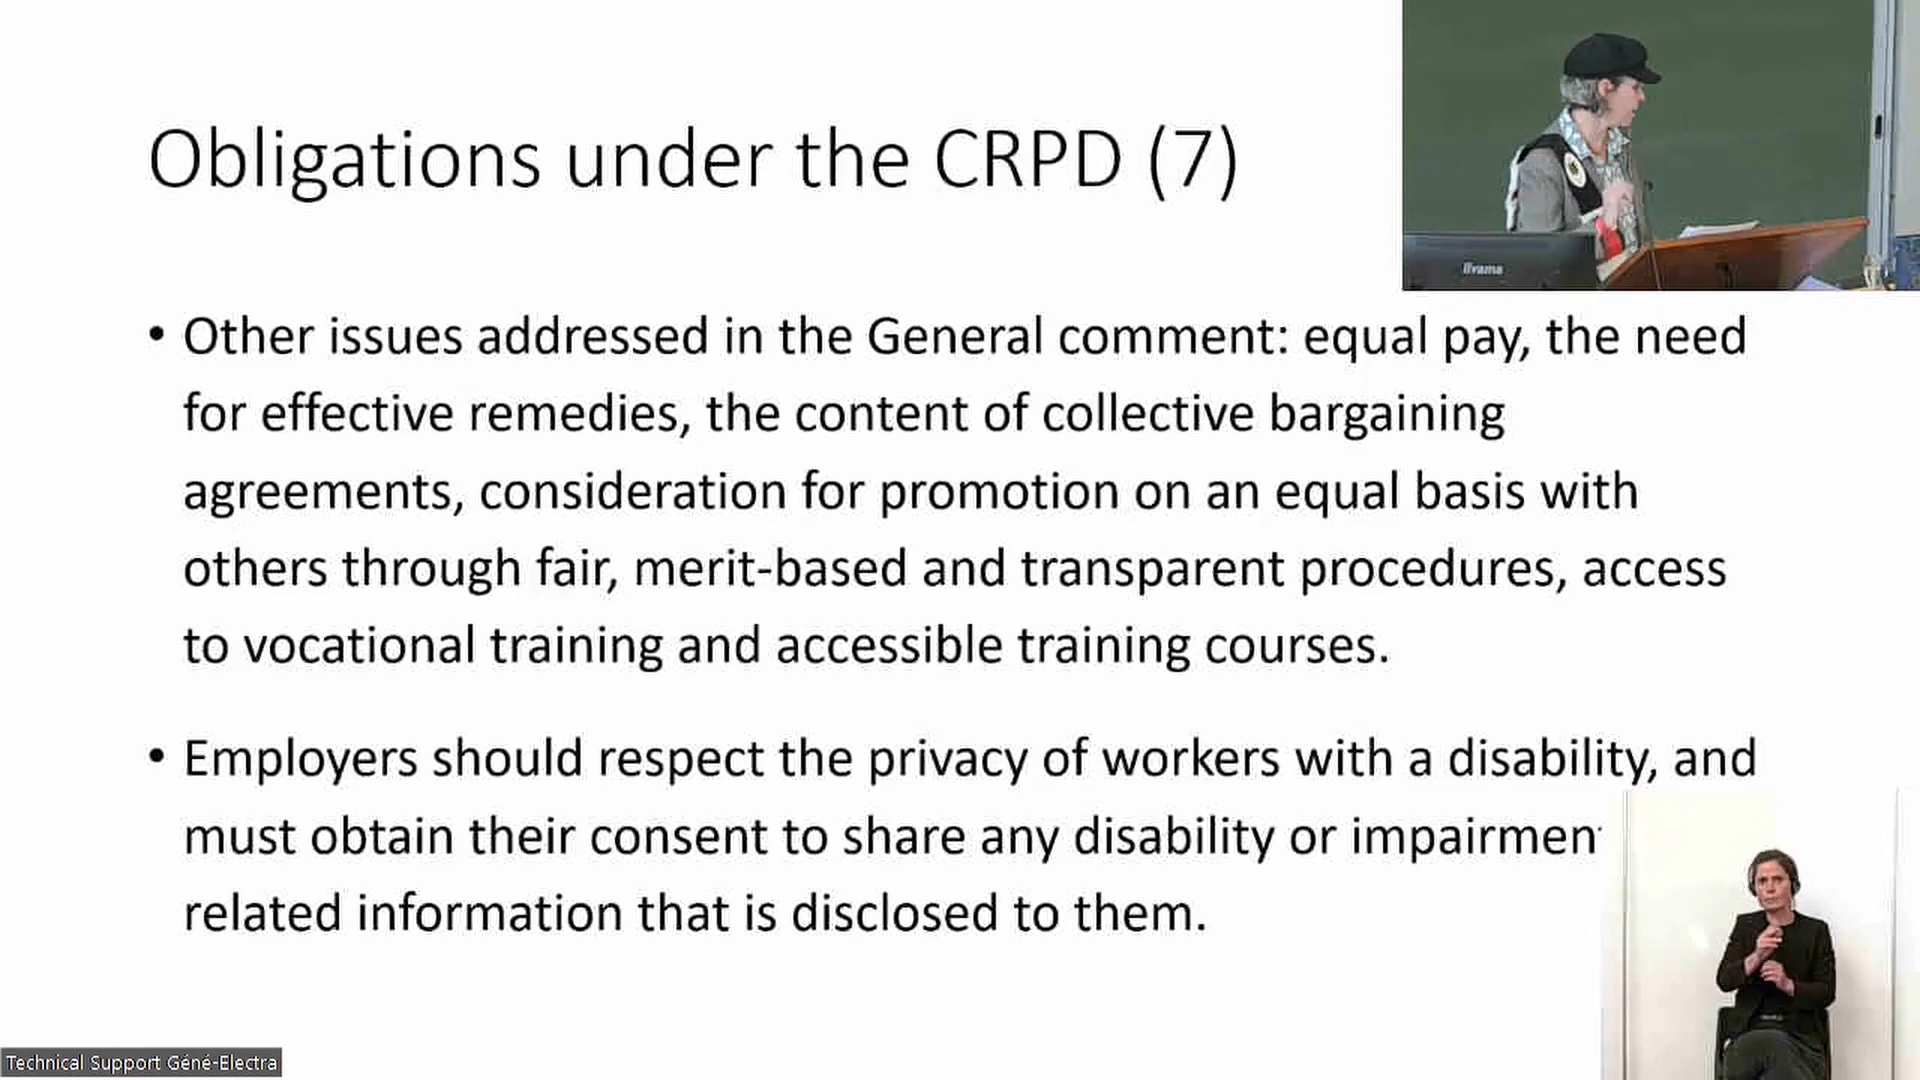 Obligations under the CRPD (7)
iiyama
• Other issues addressed in the General comment: equal pay, the need
for effective remedies, the content of collective bargaining
agreements, consideration for promotion on an equal basis with
others through fair, merit-based and transparent procedures, access
to vocational training and accessible training courses.
• Employers should respect the privacy of workers with a disability, and
must obtain their consent to share any disability or impairment
related information that is disclosed to them.
Technical Support Géné-Electra